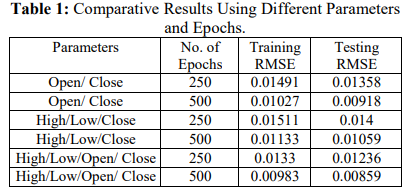 Table 1: Comparative Results Using Different Parameters
and Epochs.
Parameters No. of Epochs Training RMSE Testing RMSE
Open/ Close 250 0.01491 0.01358
Open/ Close 500 0.01027 0.00918
High/Low/Close 250 0.01511 0.014
High/Low/Close 500 0.01133 0.01059
High/Low/Open/ Close 250 0.0133 0.01236
High/Low/Open/ Close 500 0.00983 0.00859